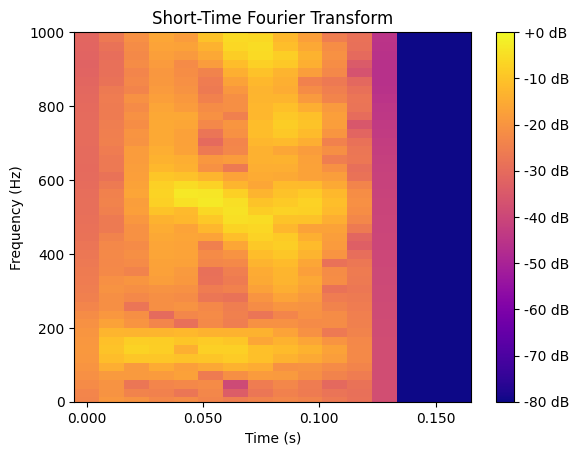 Short-Time Fourier Transform
1000
800
600
400
200
0
Frequency (Hz)
0.000
0.050
0.100
0.150
Time (s)
+0 dB
-10 dB
-20 dB
-30 dB
-40 dB
-50 dB
-60 dB
-70 dB
-80 dB